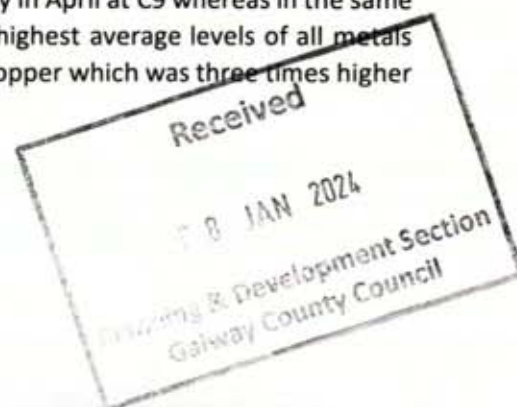 y in April at C9 whereas in the same
highest average levels of all metals
opper which was three times higher
Received
8 JAN 2024
& Development Section
Galway County Council